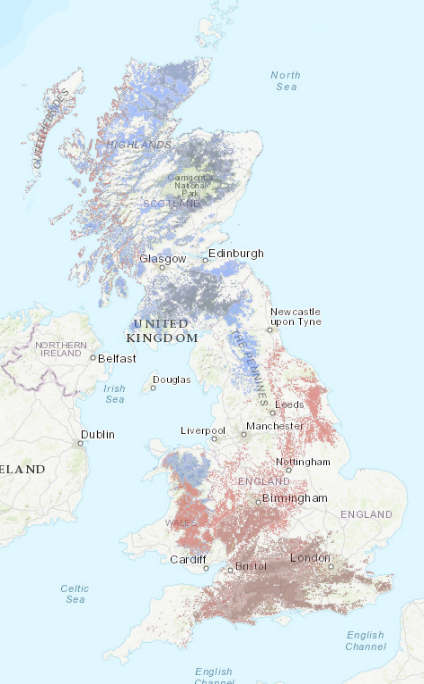 North
Sea
OUTER HEBRIDES
HIGHLANDS
Cairngorms
National
Park
SCOTLAND
Glasgow
Edinburgh
Newcastle
upon Tyne
UNITED
KINGDOM
NORTHERN
IRELAND
Belfast
THE PENNINES
Douglas
Irish
Sea
Leeds
Manchester
Liverpool
Dublin
ELAND
Nottingham
ENGLAND
Birmingham
ENGLAND
WALES
Cardiff
Bristol
London
Celtic
Sea
English
Channel
English
Channel